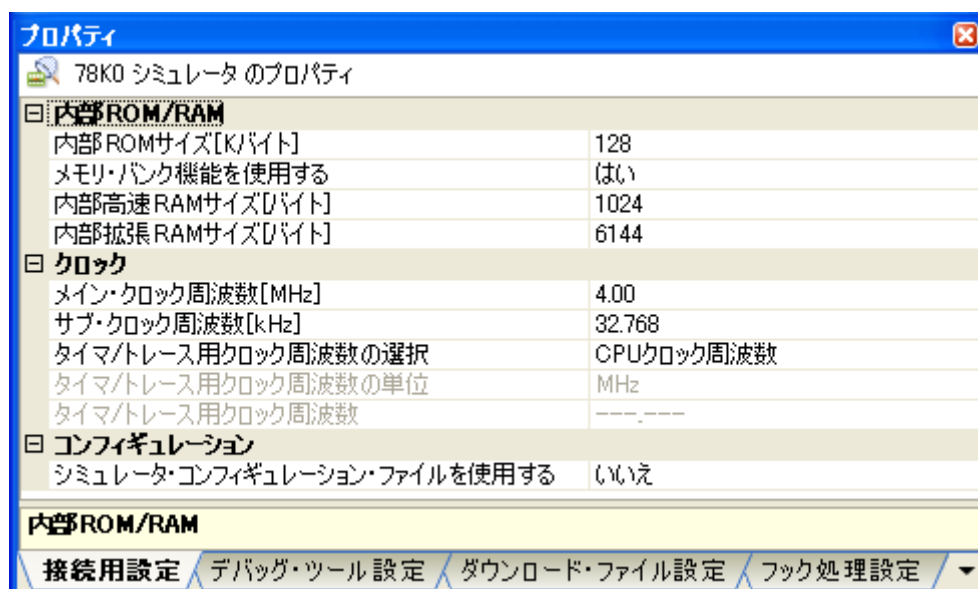 プロパティ
78K0 シミュレータ のプロパティ
内部ROM/RAM
内部ROMサイズ[Kバイト] 128
メモリ・バンク機能を使用する はい
内部高速RAMサイズ[バイト] 1024
内部拡張RAMサイズ[バイト] 6144
クロック
メイン・クロック周波数[MHz] 4.00
サブ・クロック周波数[kHz] 32.768
タイマ/トレース用クロック周波数の選択 CPUクロック周波数
タイマ/トレース用クロック周波数の単位 MHz
タイマ/トレース用クロック周波数 ---.---
コンフィギュレーション
シミュレータ・コンフィギュレーション・ファイルを使用する いいえ
内部ROM/RAM
接続用設定 デバッグ・ツール設定 ダウンロード・ファイル設定 フック処理設定